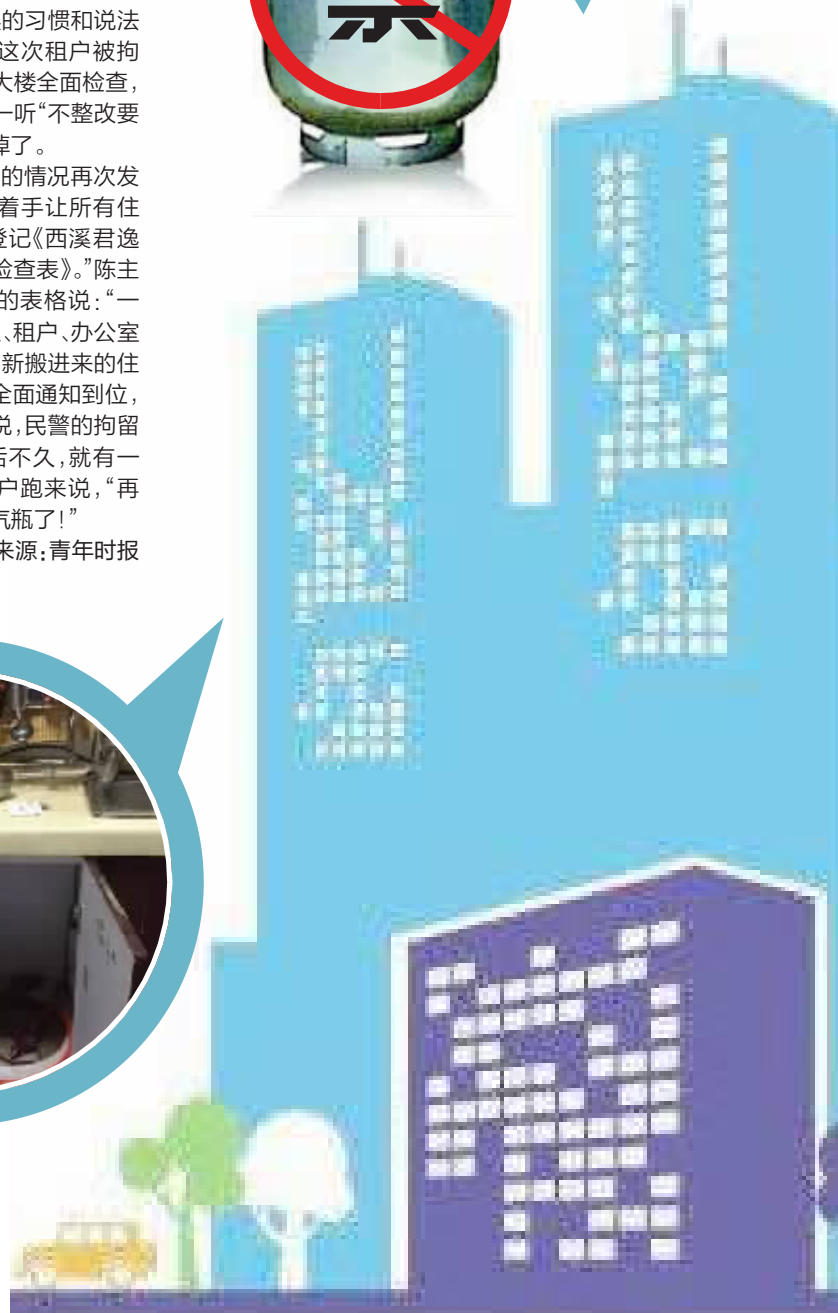 的习惯和说法
这次租户被拘
大楼全面检查,
一听“不整改要
掉了。
的情况再次发
着手让所有住
登记《西溪君逸
检查表》。”陈主
的表格说:“一
、租户、办公室
新搬进来的住
全面通知到位,
说,民警的拘留
后不久,就有一
户跑来说,“再
气瓶了!”
来源:青年时报